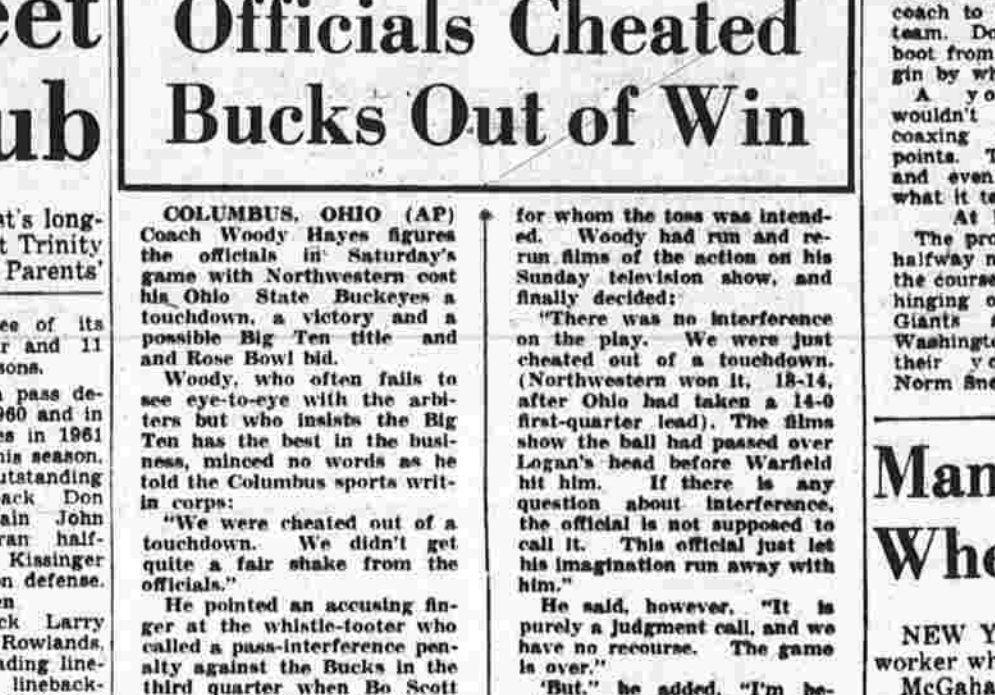 eet
ub
at's long-
t Trinity
Parents'
ee of its
r and 11
sons.
pass de-
960 and in
es in 1961
his season.
utstanding
ack Don
ain John
ran half-
Kissinger
on defense.
en
ck Larry
Rowlands,
ading line-
lineback-
Officials Cheated
Bucks Out of Win
COLUMBUS, OHIO (AP)
Coach Woody Hayes figures
the officials in Saturday's
game with Northwestern cost
his Ohio State Buckeyes a
touchdown, a victory and a
possible Big Ten title and
and Rose Bowl bid.
Woody, who often fails to
see eye-to-eye with the arbi-
ters but who insists the Big
Ten has the best in the busi-
ness, minced no words as he
told the Columbus sports writ-
in corps:
"We were cheated out of a
touchdown. We didn't get
quite a fair shake from the
officials."
He pointed an accusing fin-
ger at the whistle-tooter who
called a pass-interference pen-
alty against the Bucks in the
third quarter when Bo Scott
for whom the toss was intend-
ed. Woody had run and re-
run films of the action on his
Sunday television show, and
finally decided:
"There was no interference
on the play. We were just
cheated out of a touchdown.
(Northwestern won it, 18-14,
after Ohio had taken a 14-0
first-quarter lead). The films
show the ball had passed over
Logan's head before Warfield
hit him. If there is any
question about interference,
the official is not supposed to
call it. This official just let
his imagination run away with
him."
He said, however, "It is
purely a judgment call, and we
have no recourse. The game
is over."
'But," he added, "I'm be-
coach to
team. Do
boot from
gin by wh
A yo
wouldn't
coaxing
points. T
and even
what it te
At
The pro
halfway n
the course
hinging o
Giants
Washingto
their yo
Norm Sne
Man
Whe
NEW Y
worker wh
McGaha